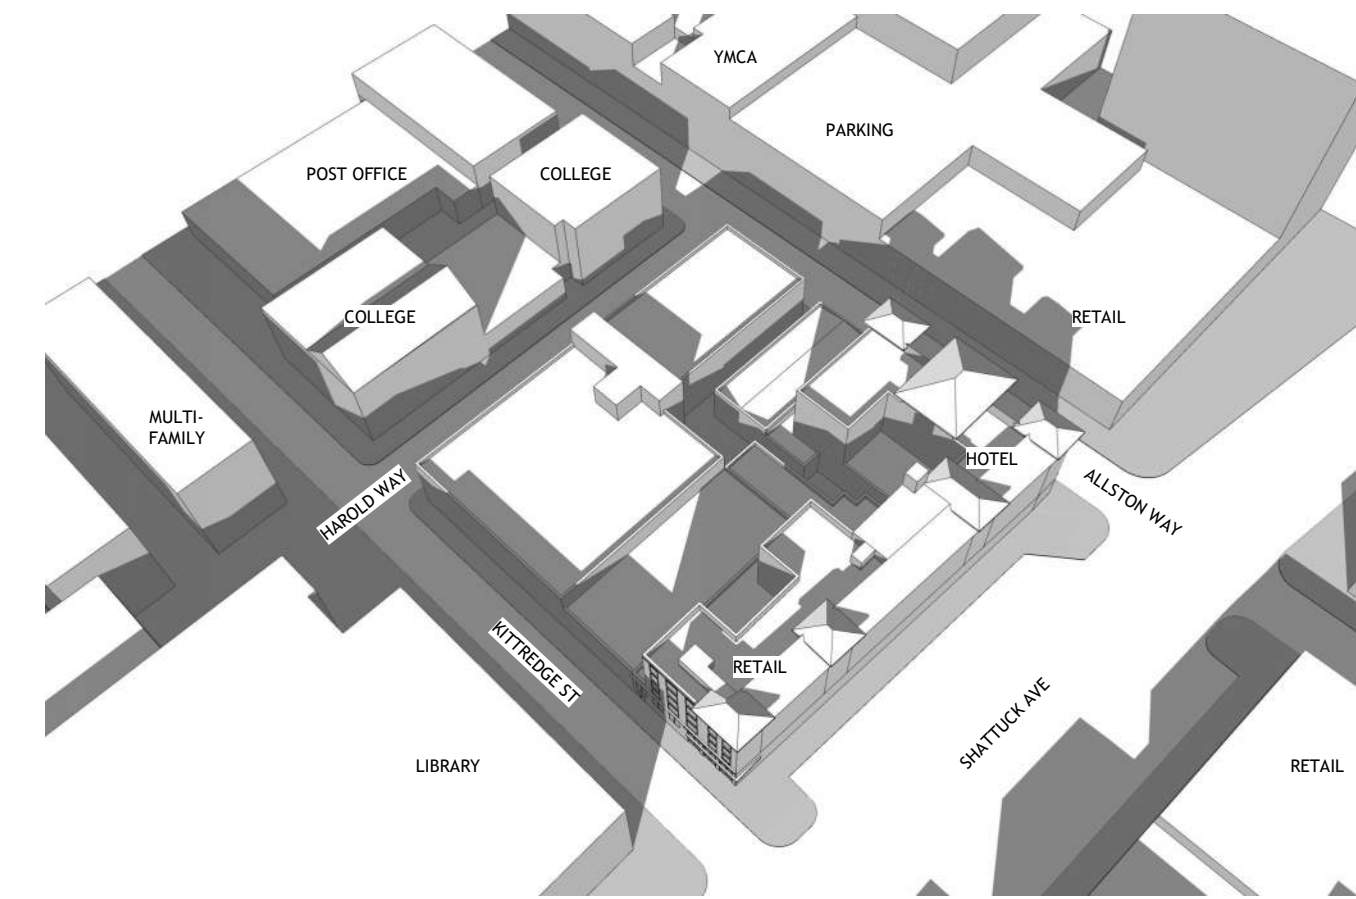 YMCA
PARKING
POST OFFICE
COLLEGE
COLLEGE
RETAIL
MULTI-
FAMILY
HOTEL
HAROLD WAY
ALLSTON WAY
KITTREDGE ST
RETAIL
SHATTUCK AVE
LIBRARY
RETAIL